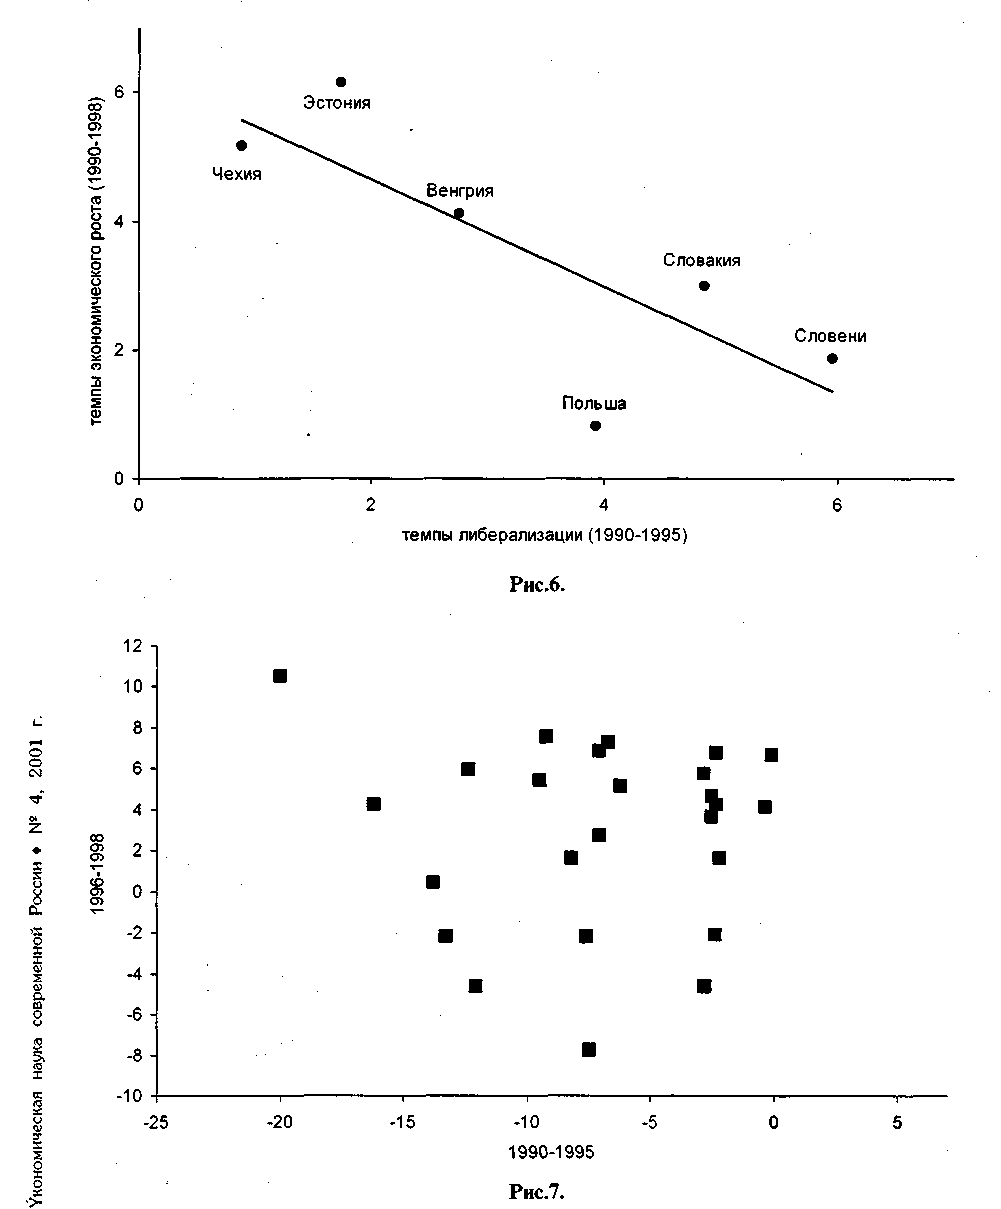 6
4
2
0
темпы экономического роста (1990-1998)
Эстония
Чехия
Венгрия
Словакия
Словени
Польша
0 2 4 6
темпы либерализации (1990-1995)
Рис.6.
12
10
8
6
4
2
0
-2
-4
-6
-8
-10
1996-1998
-25 -20 -15 -10 -5 0 5
1990-1995
Рис.7.
кономическая наука современной России ♦ № 4, 2001 г.